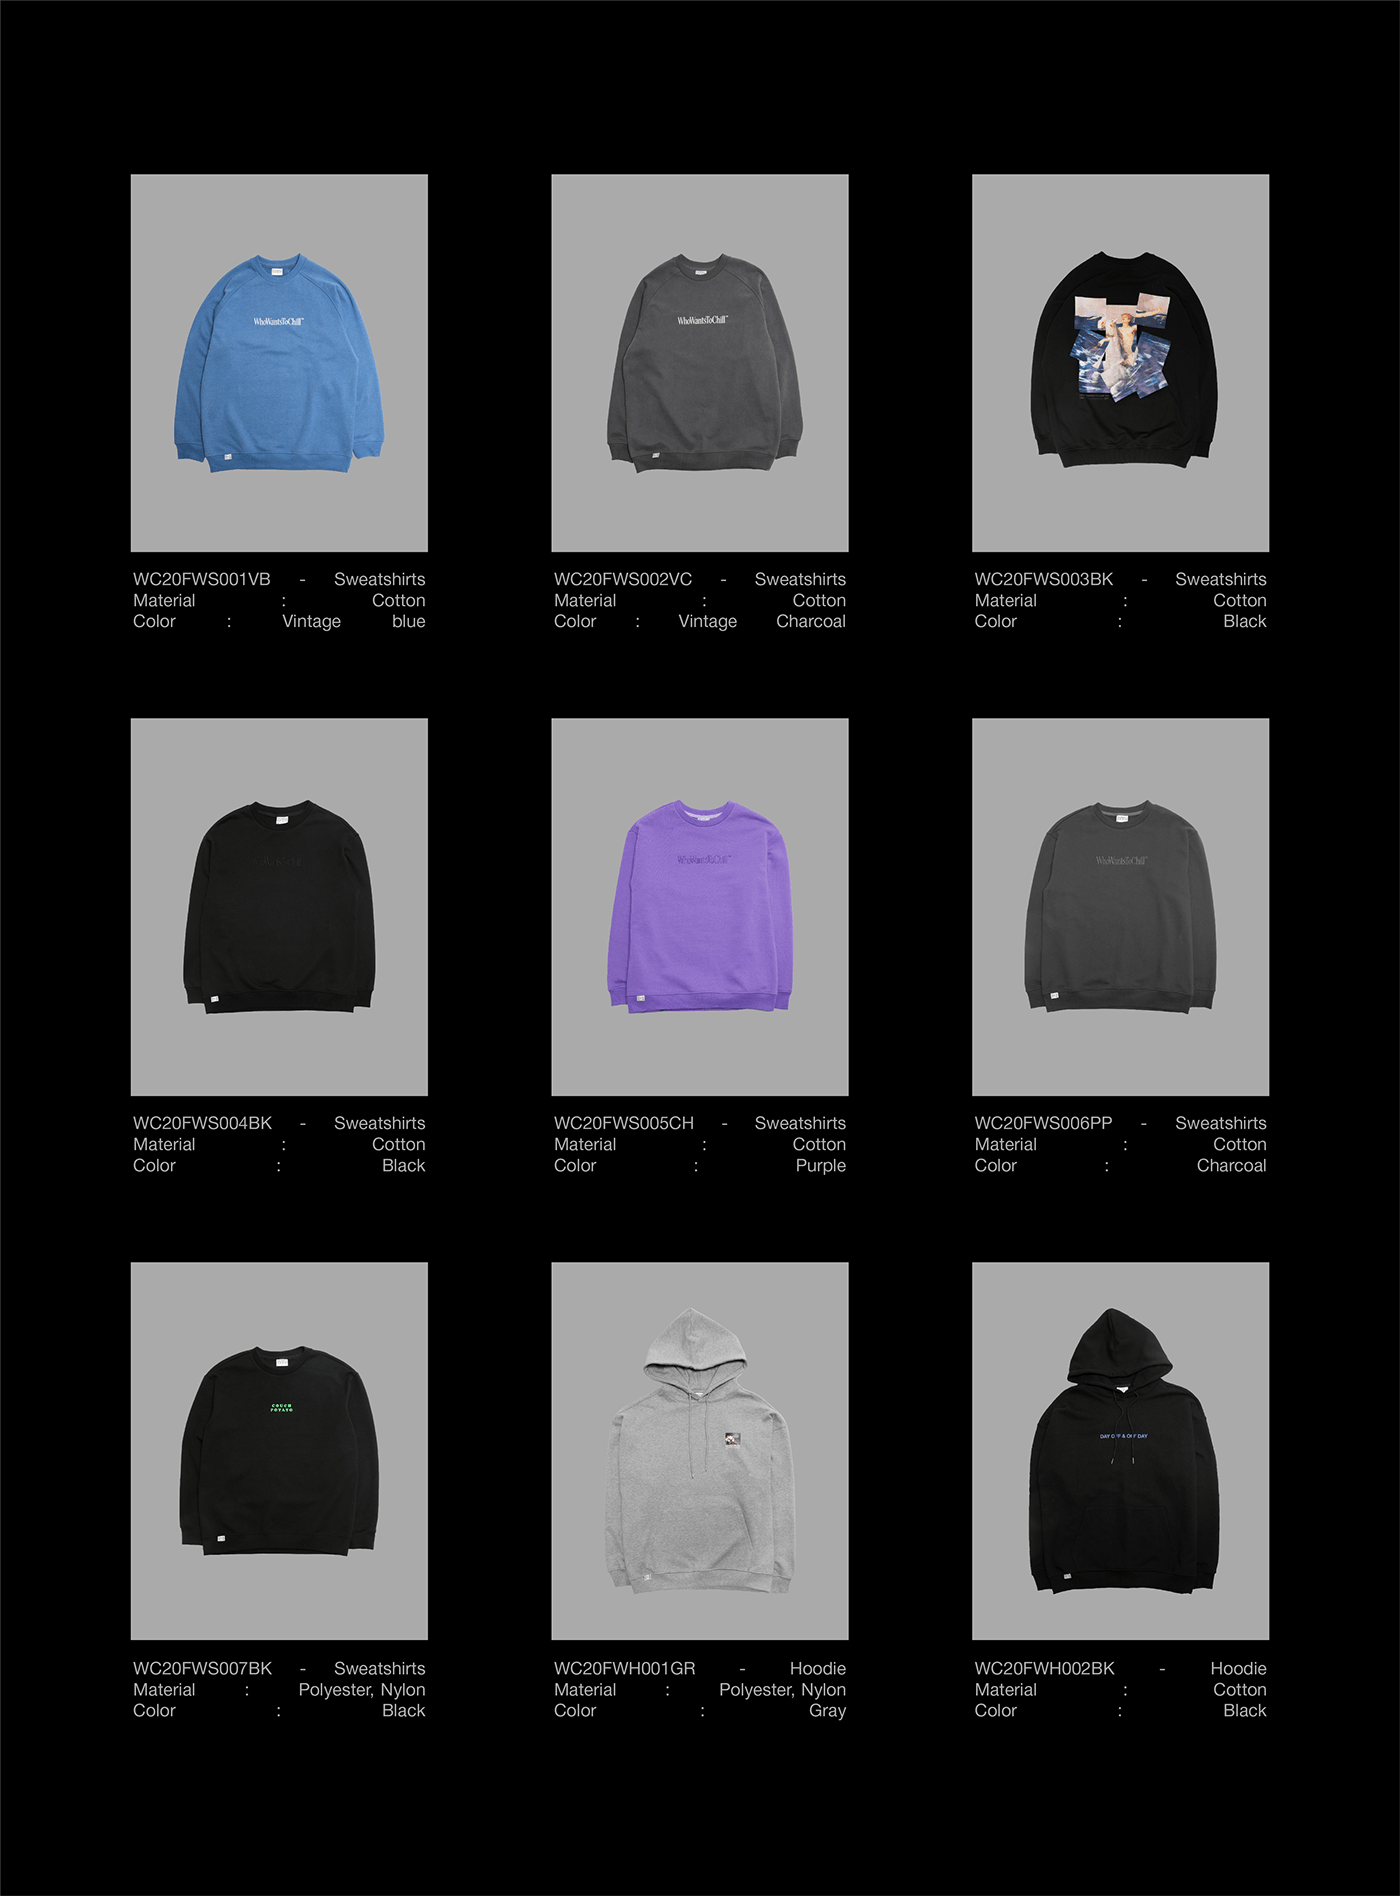 WhoWantsToChill™
WhoWantsToChill™
WC20FWS001VB - Sweatshirts
Material : Cotton
Color : Vintage blue
WC20FWS002VC - Sweatshirts
Material : Cotton
Color : Vintage Charcoal
WC20FWS003BK - Sweatshirts
Material : Cotton
Color : Black
WhoWantsToChill™
WhoWantsToChill™
WC20FWS004BK - Sweatshirts
Material : Cotton
Color : Black
WC20FWS005CH - Sweatshirts
Material : Cotton
Color : Purple
WC20FWS006PP - Sweatshirts
Material : Cotton
Color : Charcoal
COUCH
POTATO
DAY OFF & OFF DAY
WC20FWS007BK - Sweatshirts
Material : Polyester, Nylon
Color : Black
WC20FWH001GR - Hoodie
Material : Polyester, Nylon
Color : Gray
WC20FWH002BK - Hoodie
Material : Cotton
Color : Black